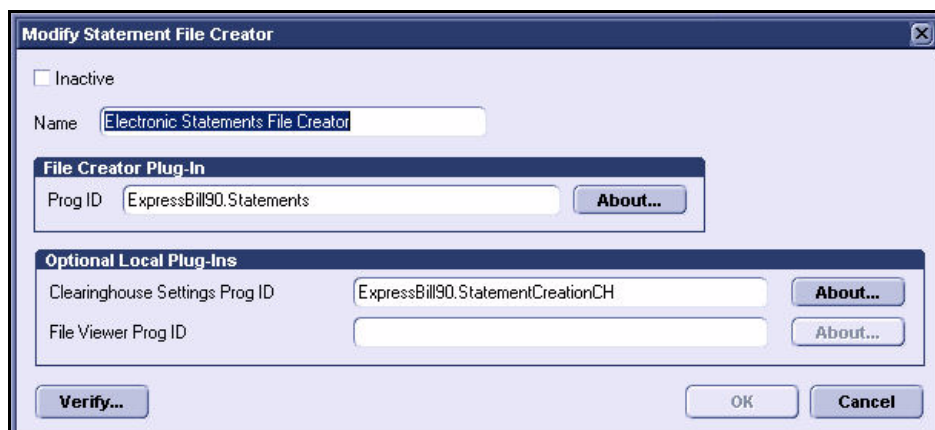 Modify Statement File Creator
Inactive
Name Electronic Statements File Creator
File Creator Plug-In
Prog ID ExpressBill90.Statements About...
Optional Local Plug-Ins
Clearinghouse Settings Prog ID ExpressBill90.StatementCreationCH About...
File Viewer Prog ID About...
Verify... OK Cancel